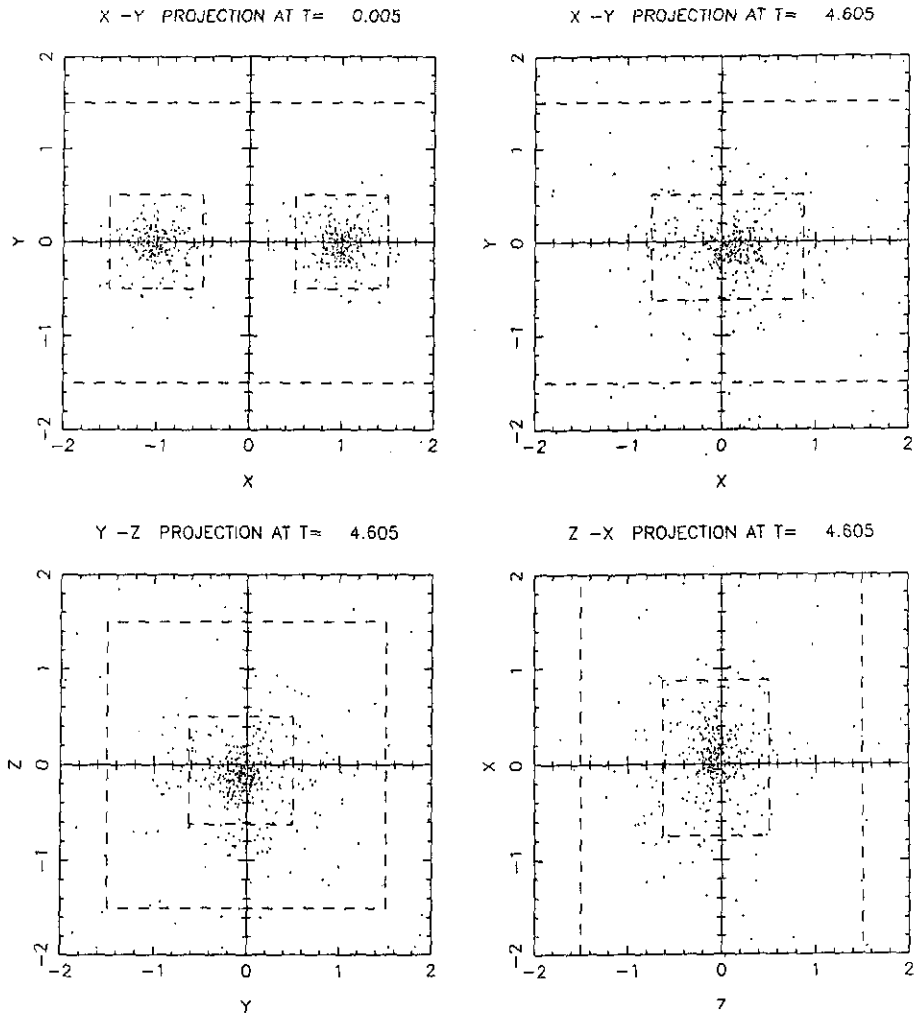 X -Y PROJECTION AT T= 0.005
X -Y PROJECTION AT T= 4.605
2
1
0
-1
-2
Y
-2 -1 0 1 2
X
2
1
0
-1
-2
Y
-2 -1 0 1 2
X
Y -Z PROJECTION AT T= 4.605
Z -X PROJECTION AT T= 4.605
2
1
0
-1
-2
Z
-2 -1 0 1 2
Y
2
1
0
-1
-2
X
-2 -1 0 1 2
7